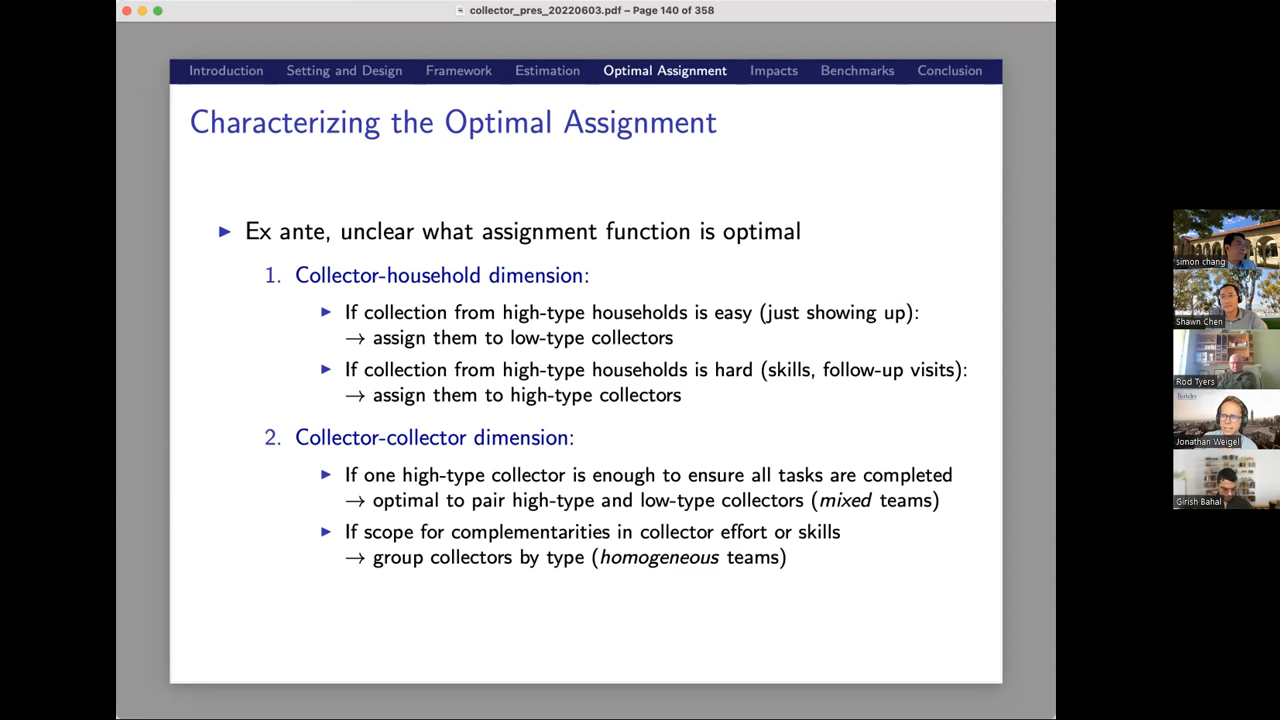 collector_pres_20220603.pdf – Page 140 of 358
Introduction Setting and Design Framework Estimation Optimal Assignment Impacts Benchmarks Conclusion
Characterizing the Optimal Assignment
▶ Ex ante, unclear what assignment function is optimal
1. Collector-household dimension:
▶ If collection from high-type households is easy (just showing up):
→ assign them to low-type collectors
▶ If collection from high-type households is hard (skills, follow-up visits):
→ assign them to high-type collectors
2. Collector-collector dimension:
▶ If one high-type collector is enough to ensure all tasks are completed
→ optimal to pair high-type and low-type collectors (mixed teams)
▶ If scope for complementarities in collector effort or skills
→ group collectors by type (homogeneous teams)
simon chang
Shawn Chen
Rod Tyers
Berkeley
Jonathan Weigel
Girish Bahal